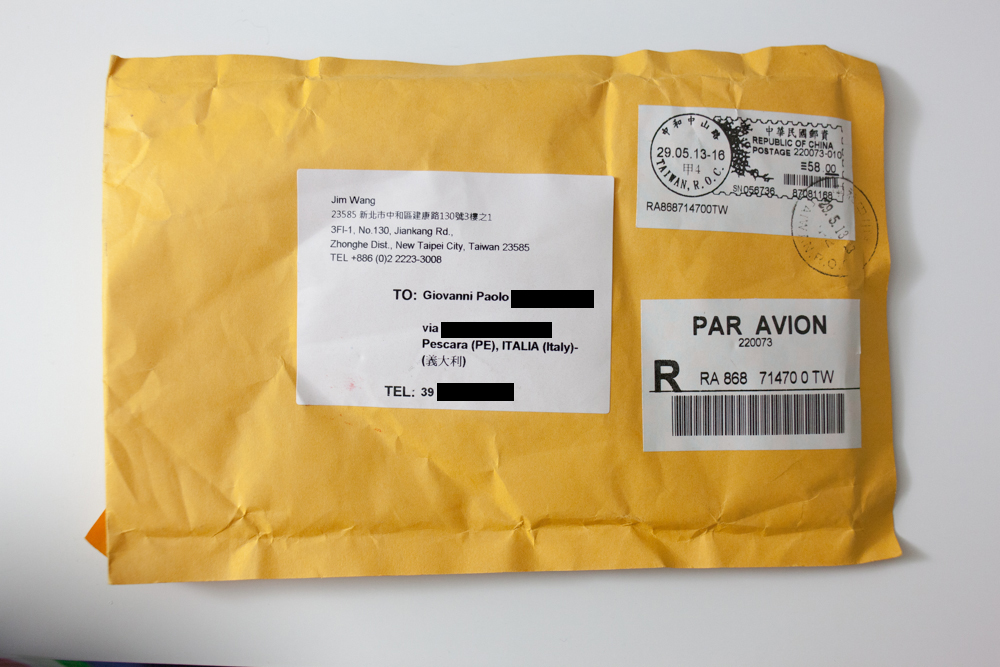 Jim Wang
23585 新北市中和區建康路130號3樓之1
3Fl-1, No.130, Jiankang Rd.,
Zhonghe Dist., New Taipei City, Taiwan 23585
TEL +886 (0)2 2223-3008
TO: Giovanni Paolo
via
Pescara (PE), ITALIA (Italy)-
(義大利)
TEL: 39
中和中山路
29.05.13-16
甲4
TAIWAN, R.O.C.
中華民國郵資
REPUBLIC OF CHINA
POSTAGE 220073-010
=58.00
SN056736 87081168
RA868714700TW
PAR AVION
220073
R RA 868 71470 0 TW